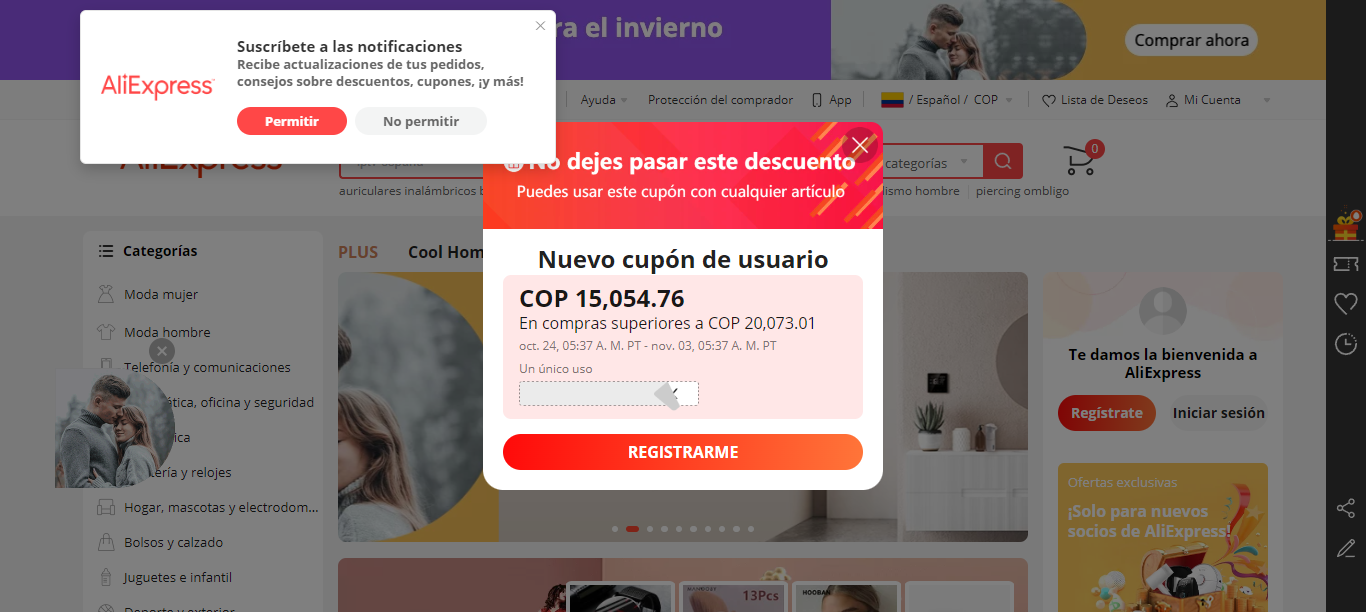 ra el invierno
Comprar ahora
Suscríbete a las notificaciones
Recibe actualizaciones de tus pedidos,
consejos sobre descuentos, cupones, ¡y más!
AliExpress
Permitir
No permitir
Ayuda
Protección del comprador
App
/ Español / COP
Lista de Deseos
Mi Cuenta
AliExpress
categorías
0
auriculares inalámbricos
hombre
piercing ombligo
No dejes pasar este descuento
Puedes usar este cupón con cualquier artículo
Nuevo cupón de usuario
COP 15,054.76
En compras superiores a COP 20,073.01
oct. 24, 05:37 A. M. PT - nov. 03, 05:37 A. M. PT
Un único uso
REGISTRARME
Categorías
PLUS
Cool Hom
Moda mujer
Moda hombre
Telefonía y comunicaciones
ática, oficina y seguridad
ica
ería y relojes
Hogar, mascotas y electrodom...
Bolsos y calzado
Juguetes e infantil
Deporte y exterior
Te damos la bienvenida a
AliExpress
Regístrate
Iniciar sesión
Ofertas exclusivas
¡Solo para nuevos
socios de AliExpress!
13Pcs
HOOBAN